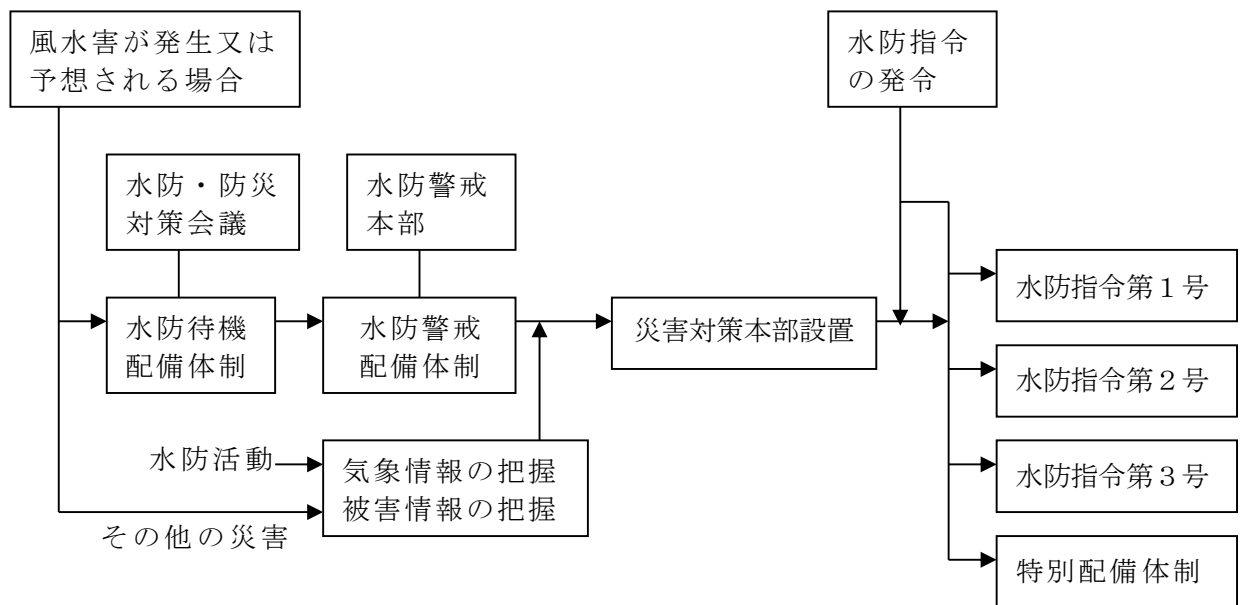 風水害が発生又は
予想される場合
水防指令
の発令
水防・防災
対策会議
水防警戒
本部
水防待機
配備体制
水防警戒
配備体制
災害対策本部設置
水防指令第１号
水防指令第２号
水防指令第３号
特別配備体制
水防活動
気象情報の把握
被害情報の把握
その他の災害